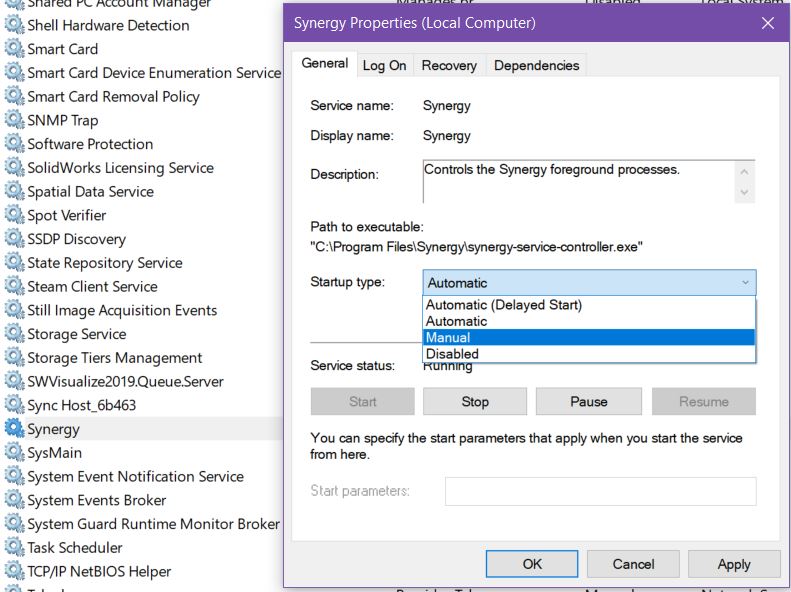 Shared PC Account Manager
Shell Hardware Detection
Smart Card
Smart Card Device Enumeration Service
Smart Card Removal Policy
SNMP Trap
Software Protection
SolidWorks Licensing Service
Spatial Data Service
Spot Verifier
SSDP Discovery
State Repository Service
Steam Client Service
Still Image Acquisition Events
Storage Service
Storage Tiers Management
SWVisualize2019.Queue.Server
Sync Host_6b463
Synergy
SysMain
System Event Notification Service
System Events Broker
System Guard Runtime Monitor Broker
Task Scheduler
TCP/IP NetBIOS Helper
Synergy Properties (Local Computer)
General Log On Recovery Dependencies
Service name: Synergy
Display name: Synergy
Description: Controls the Synergy foreground processes.
Path to executable:
"C:\Program Files\Synergy\synergy-service-controller.exe"
Startup type: Automatic
Automatic (Delayed Start)
Automatic
Manual
Disabled
Service status: Running
Start Stop Pause Resume
You can specify the start parameters that apply when you start the service
from here.
Start parameters:
OK Cancel Apply